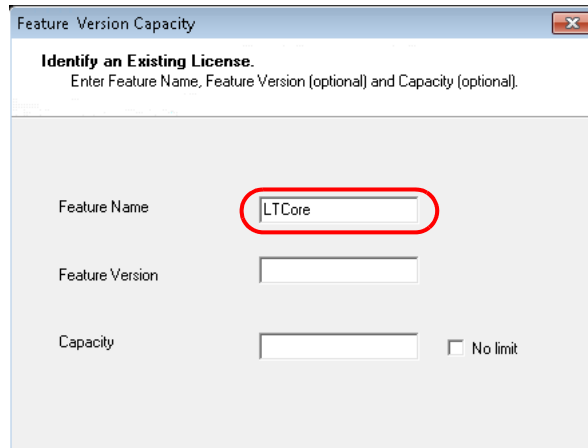 Feature Version Capacity
Identify an Existing License.
Enter Feature Name, Feature Version (optional) and Capacity (optional).
Feature Name LTCore
Feature Version
Capacity No limit